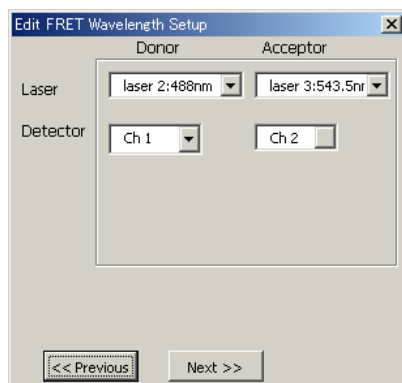 Edit FRET Wavelength Setup
Donor Acceptor
Laser laser 2:488nm laser 3:543.5nr
Detector Ch 1 Ch 2
<< Previous Next >>